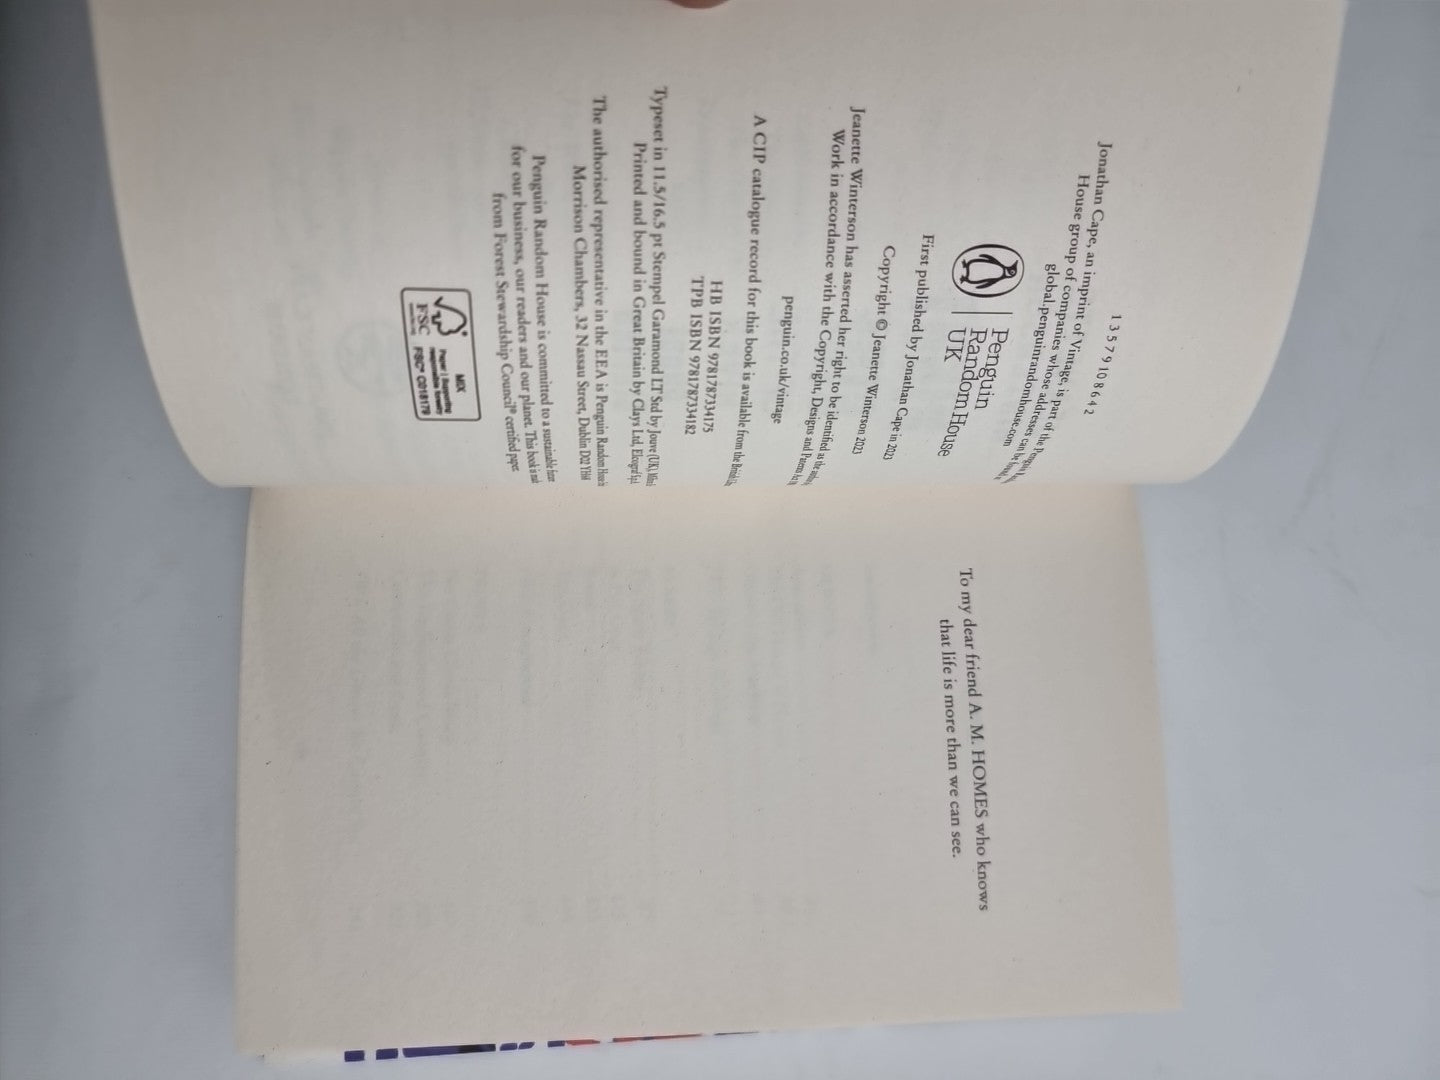 1 3 5 7 9 10 8 6 4 2
Jonathan Cape, an imprint of Vintage, is part of the Penguin
House group of companies whose addresses can be found
global.penguinrandomhouse.com
Penguin
Random House
UK
First published by Jonathan Cape in 2023
Copyright © Jeanette Winterson 2023
Jeanette Winterson has asserted her right to be identified as the
Work in accordance with the Copyright, Designs and Patents
penguin.co.uk/vintage
A CIP catalogue record for this book is available from the British
HB ISBN 9781787334175
TPB ISBN 9781787334182
Typeset in 11.5/16.5 pt Stempel Garamond LT Std by Jouve (UK),
Printed and bound in Great Britain by Clays Ltd, Elcograf S.p.A.
The authorised representative in the EEA is Penguin Random House
Morrison Chambers, 32 Nassau Street, Dublin D02 YH68
Penguin Random House is committed to a sustainable future
for our business, our readers and our planet. This book is made
from Forest Stewardship Council® certified paper.
FSC
MIX
Paper | Supporting
responsible forestry
FSC® C018179
To my dear friend A. M. HOMES who knows
that life is more than we can see.